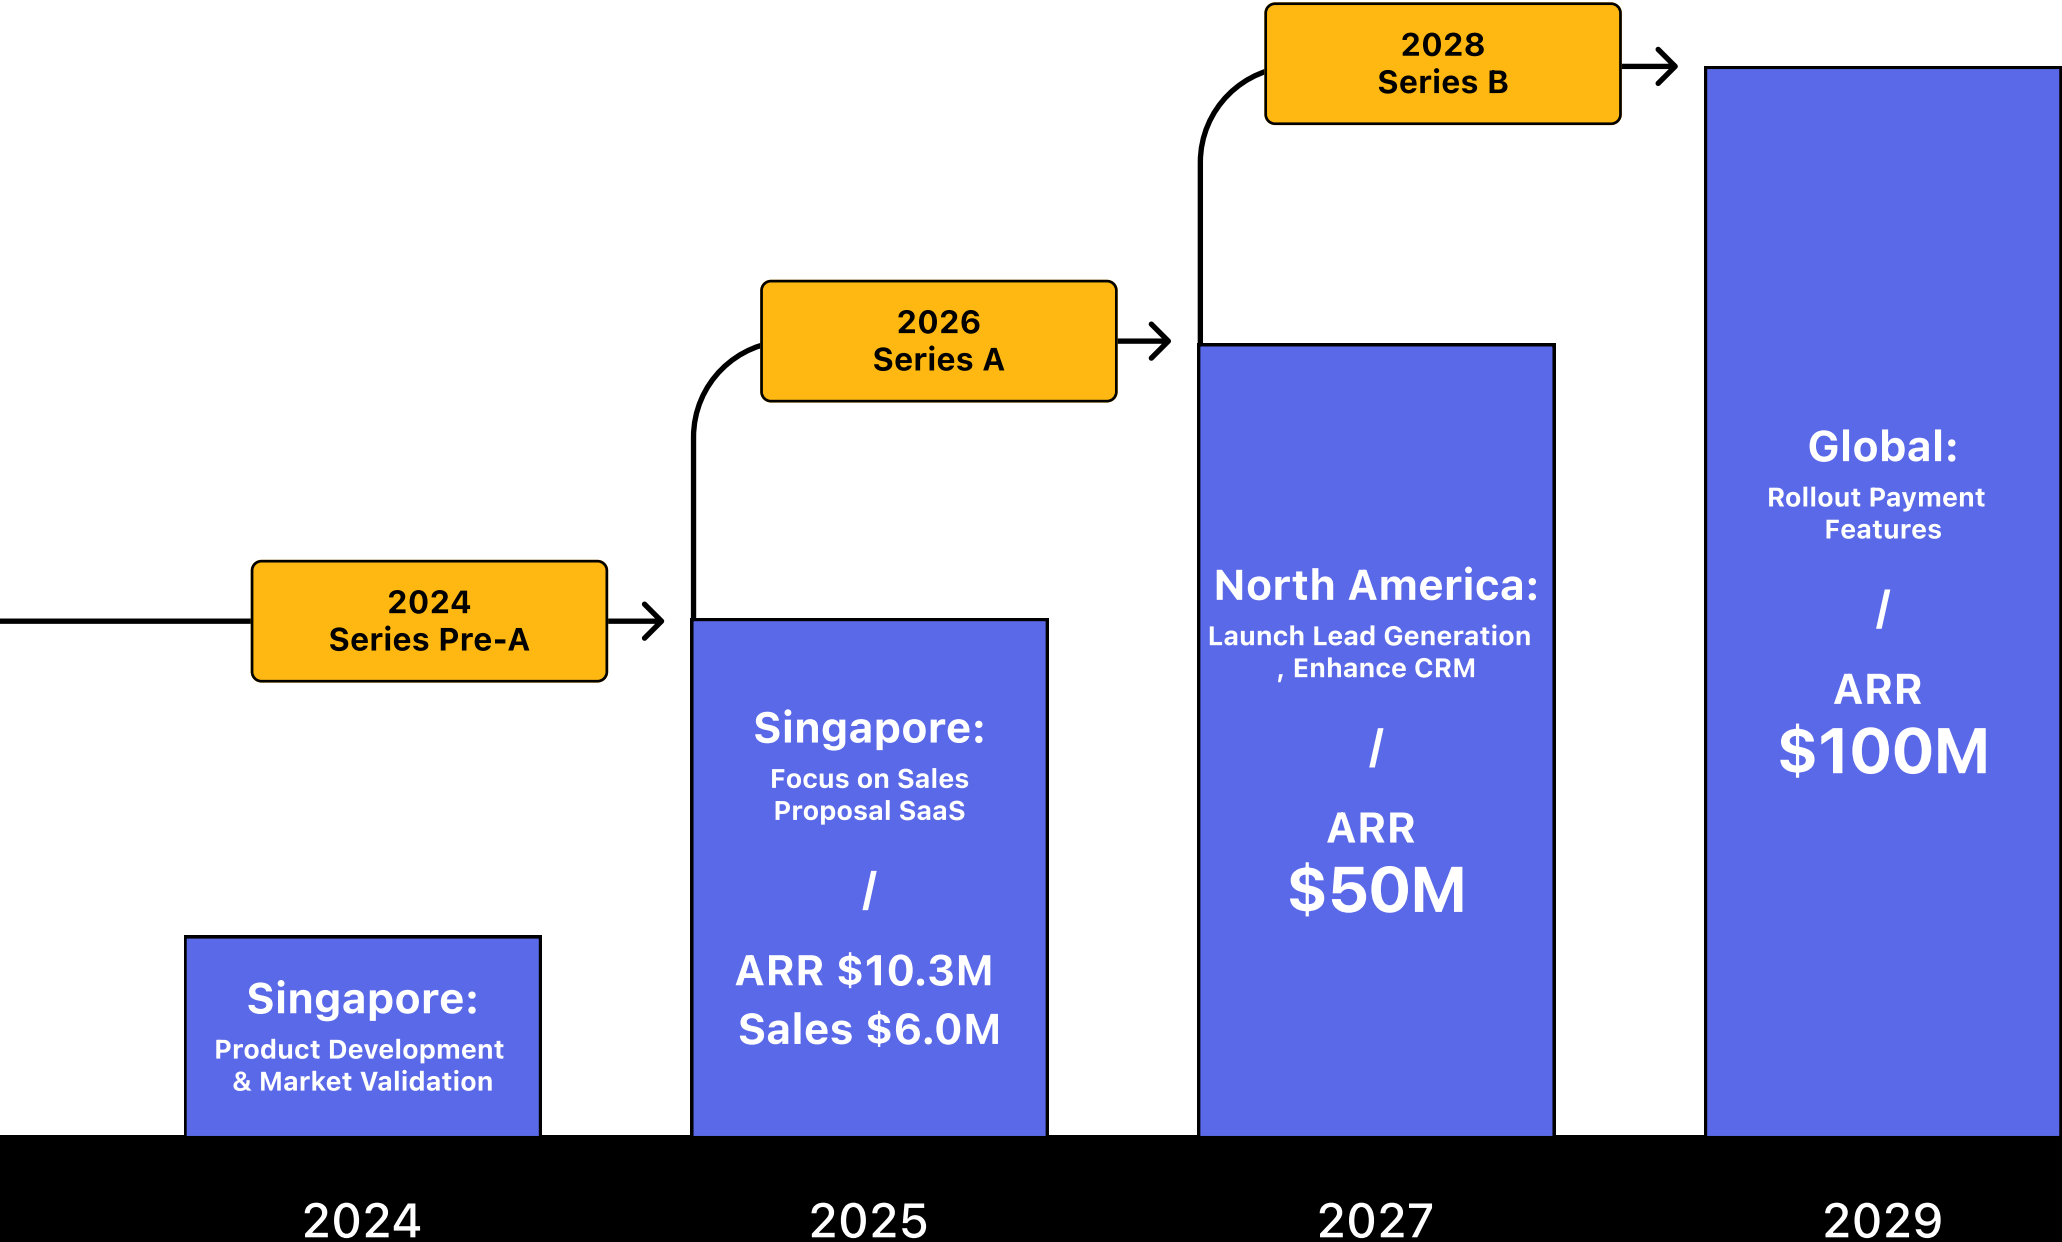 2028
Series B
2026
Series A
2024
Series Pre-A
Singapore:
Product Development
& Market Validation
Singapore:
Focus on Sales
Proposal SaaS
/
ARR $10.3M
Sales $6.0M
North America:
Launch Lead Generation
, Enhance CRM
/
ARR
$50M
Global:
Rollout Payment
Features
/
ARR
$100M
2024
2025
2027
2029